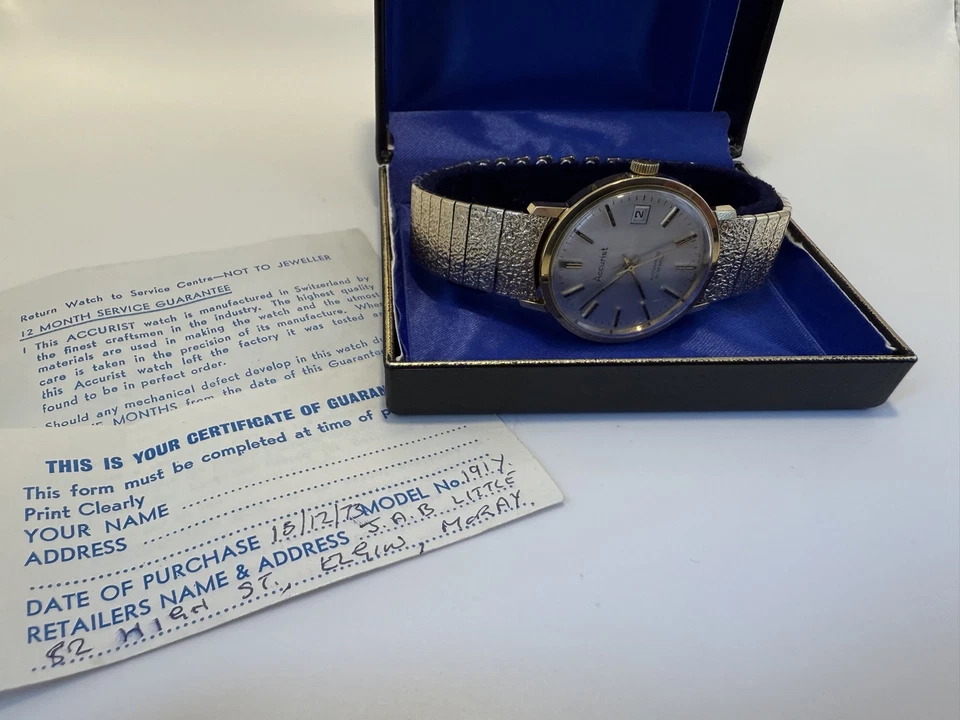 Return Watch to Service Centre—NOT TO JEWELLER
12 MONTH SERVICE GUARANTEE
1 This ACCURIST watch is manufactured in Switzerland by
the finest craftsmen in the industry. The highest quality
materials are used in making the watch and the utmost
care is taken in the precision of its manufacture. When
this Accurist watch left the factory it was tested a
found to be in perfect order.
Should any mechanical defect develop in this watch d
MONTHS from the date of this Guarantee
THIS IS YOUR CERTIFICATE OF GUARAN
This form must be completed at time of p
Print Clearly
YOUR NAME
ADDRESS
DATE OF PURCHASE 15/12/73 MODEL No. 191Y
RETAILERS NAME & ADDRESS J.A.B LITTLE
82 HIGH ST., ELGIN, MORAY.
Accurist
2